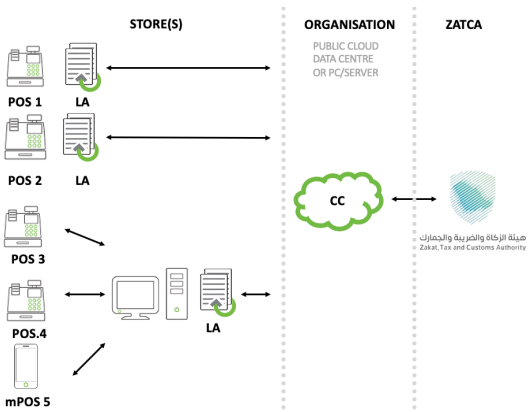 STORE(S)
ORGANISATION
ZATCA
PUBLIC CLOUD
DATA CENTRE
OR PC/SERVER
POS 1
LA
POS 2
LA
CC
هيئة الزكاة والضريبة والجمارك
Zakat, Tax and Customs Authority
POS 3
POS.4
LA
mPOS 5